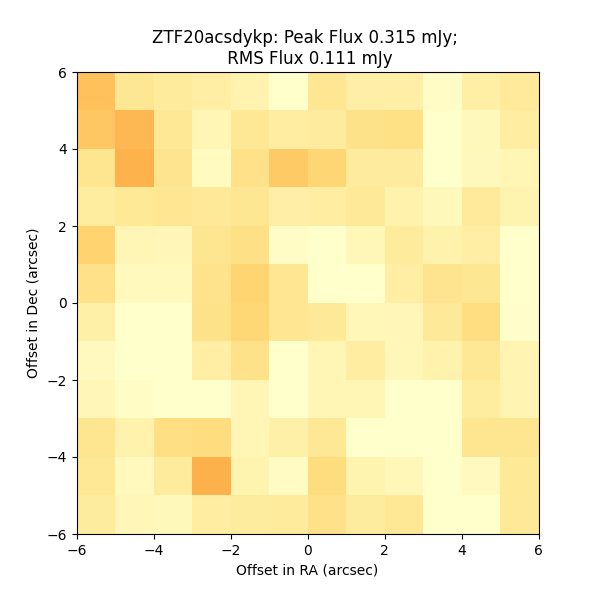 ZTF20acsdykp: Peak Flux 0.315 mJy;
RMS Flux 0.111 mJy
6
4
2
0
−2
−4
−6
Offset in Dec (arcsec)
−6 −4 −2 0 2 4 6
Offset in RA (arcsec)